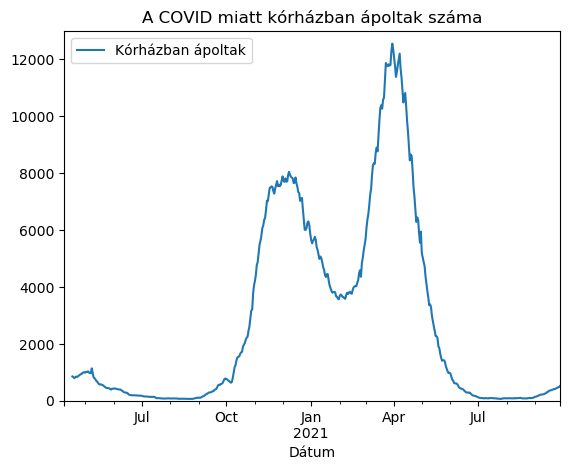 A COVID miatt kórházban ápoltak száma
Kórházban ápoltak
12000
10000
8000
6000
4000
2000
0
Jul
Oct
Jan
2021
Apr
Jul
Dátum